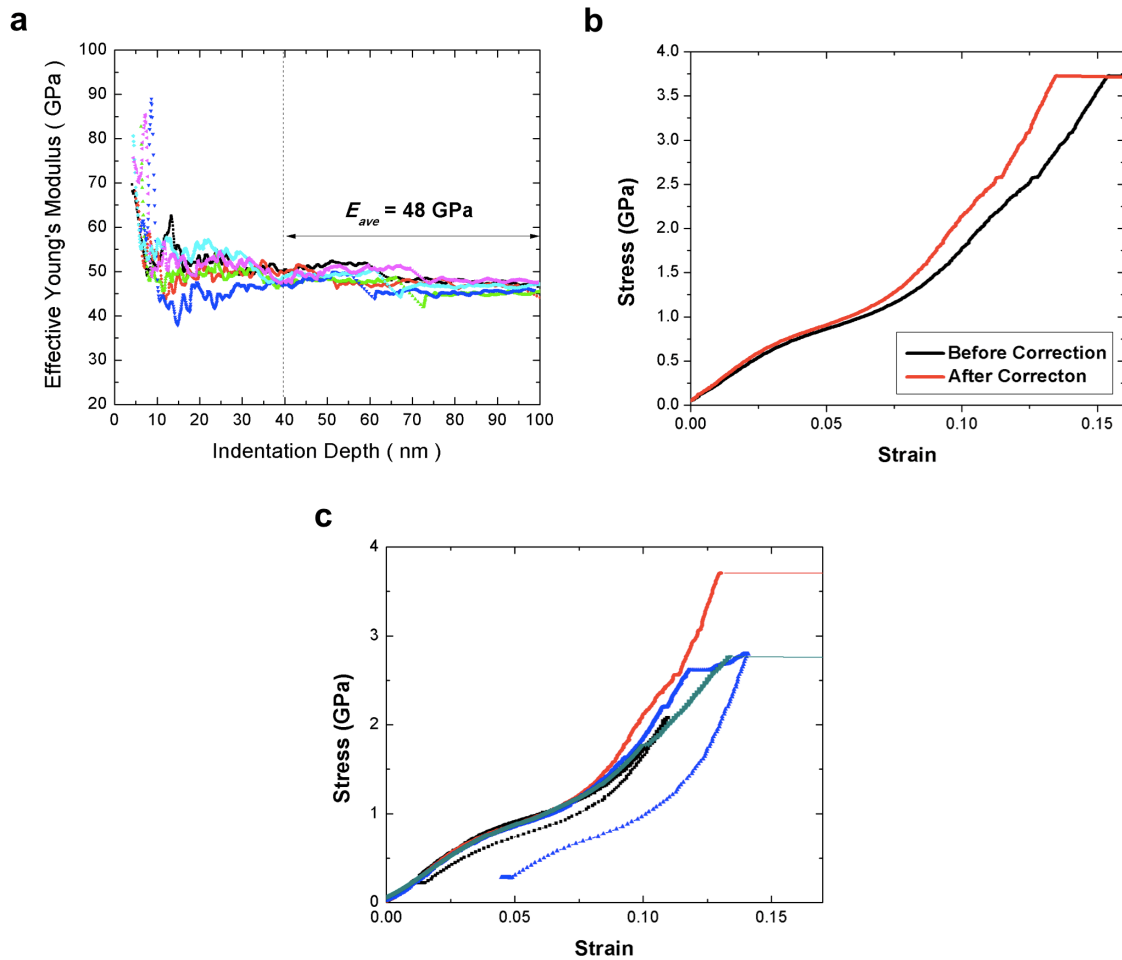 a
100
90
80
70
60
50
40
30
20
Effective Young's Modulus ( GPa )
E_ave = 48 GPa
0 10 20 30 40 50 60 70 80 90 100
Indentation Depth ( nm )
b
4.0
3.5
3.0
2.5
2.0
1.5
1.0
0.5
0.0
Stress (GPa)
Before Correction
After Correcton
0.00 0.05 0.10 0.15
Strain
c
4
3
2
1
0
Stress (GPa)
0.00 0.05 0.10 0.15
Strain